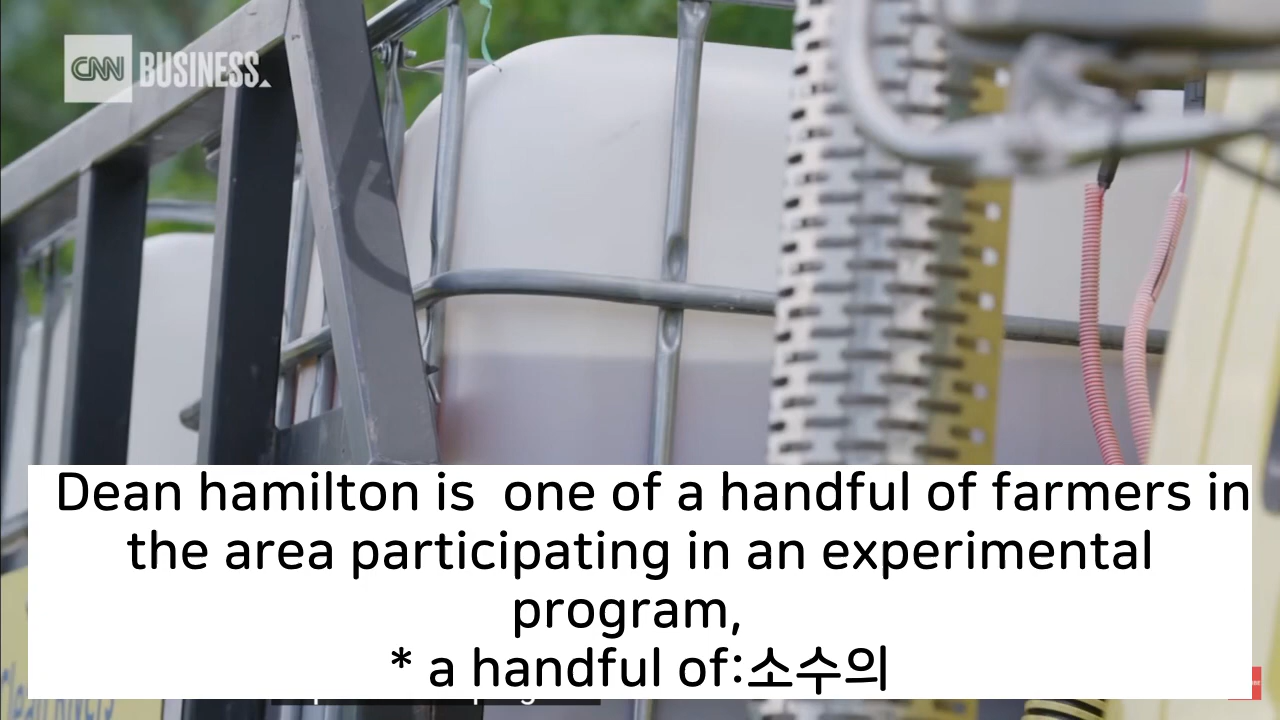 CNN BUSINESS
Dean hamilton is one of a handful of farmers in
the area participating in an experimental
program,
* a handful of:소수의